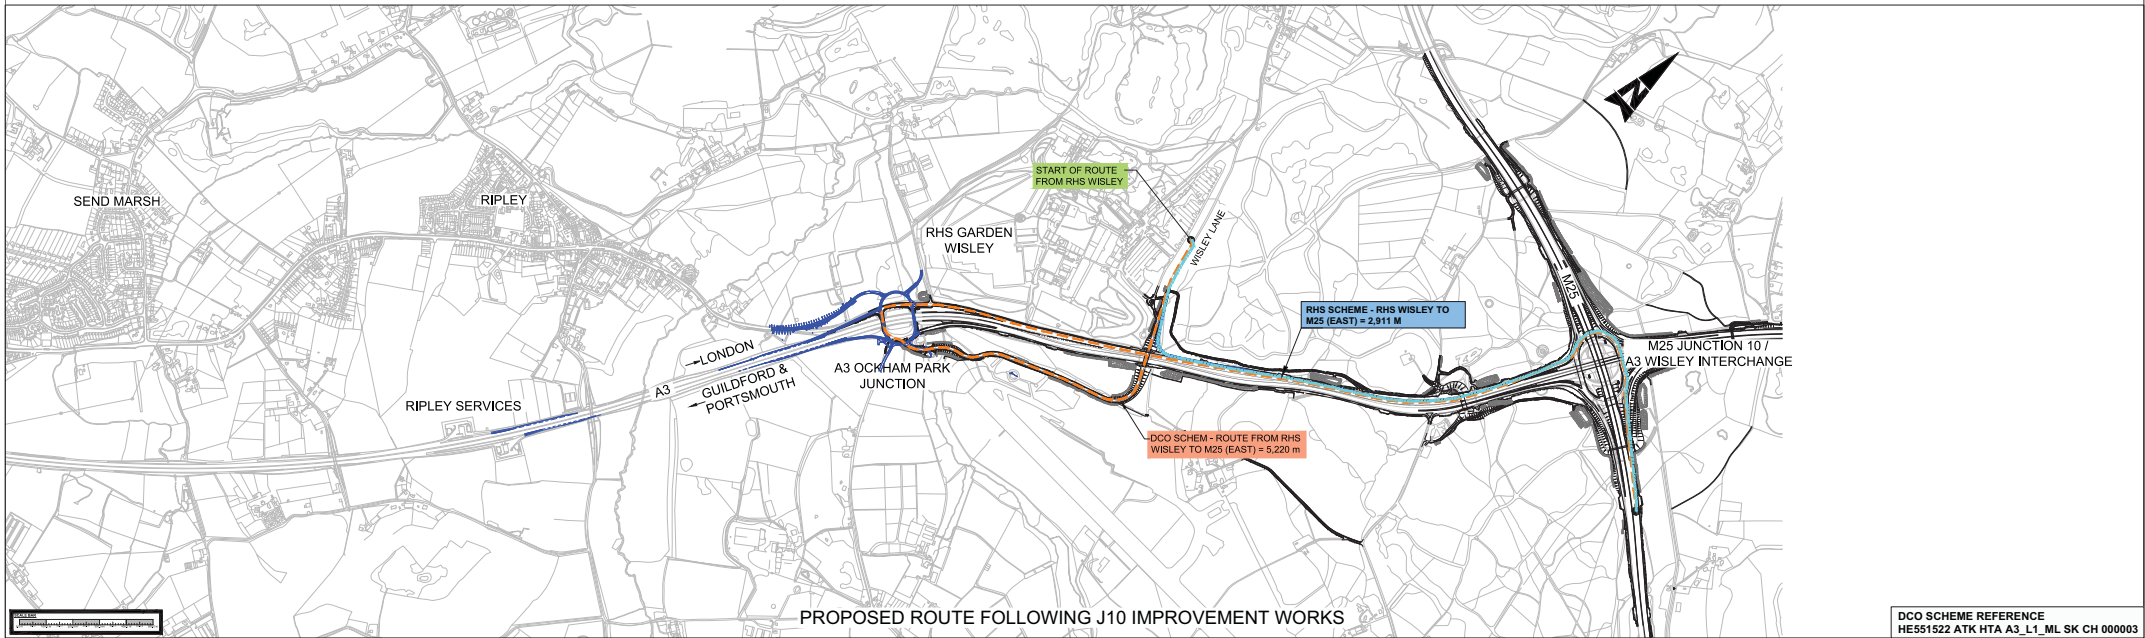 SEND MARSH
RIPLEY
RHS GARDEN
WISLEY
START OF ROUTE
FROM RHS WISLEY
WISLEY LANE
M25
N
RHS SCHEME - RHS WISLEY TO
M25 (EAST) = 2,911 M
M25 JUNCTION 10 /
A3 WISLEY INTERCHANGE
LONDON
A3
GUILDFORD &
PORTSMOUTH
A3 OCKHAM PARK
JUNCTION
RIPLEY SERVICES
DCO SCHEM - ROUTE FROM RHS
WISLEY TO M25 (EAST) = 5,220 m
SCALE BAR
PROPOSED ROUTE FOLLOWING J10 IMPROVEMENT WORKS
DCO SCHEME REFERENCE
HE551522 ATK HTA A3_L1_ML SK CH 000003